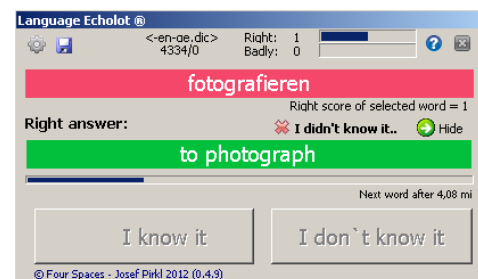 Language Echolot ®
<-en-ge.dic> Right: 1
4334/0 Badly: 0
fotografieren
Right score of selected word = 1
Right answer: I didn't know it.. Hide
to photograph
Next word after 4,08 mi
I know it I don`t know it
© Four Spaces - Josef Pirkl 2012 (0.4.9)